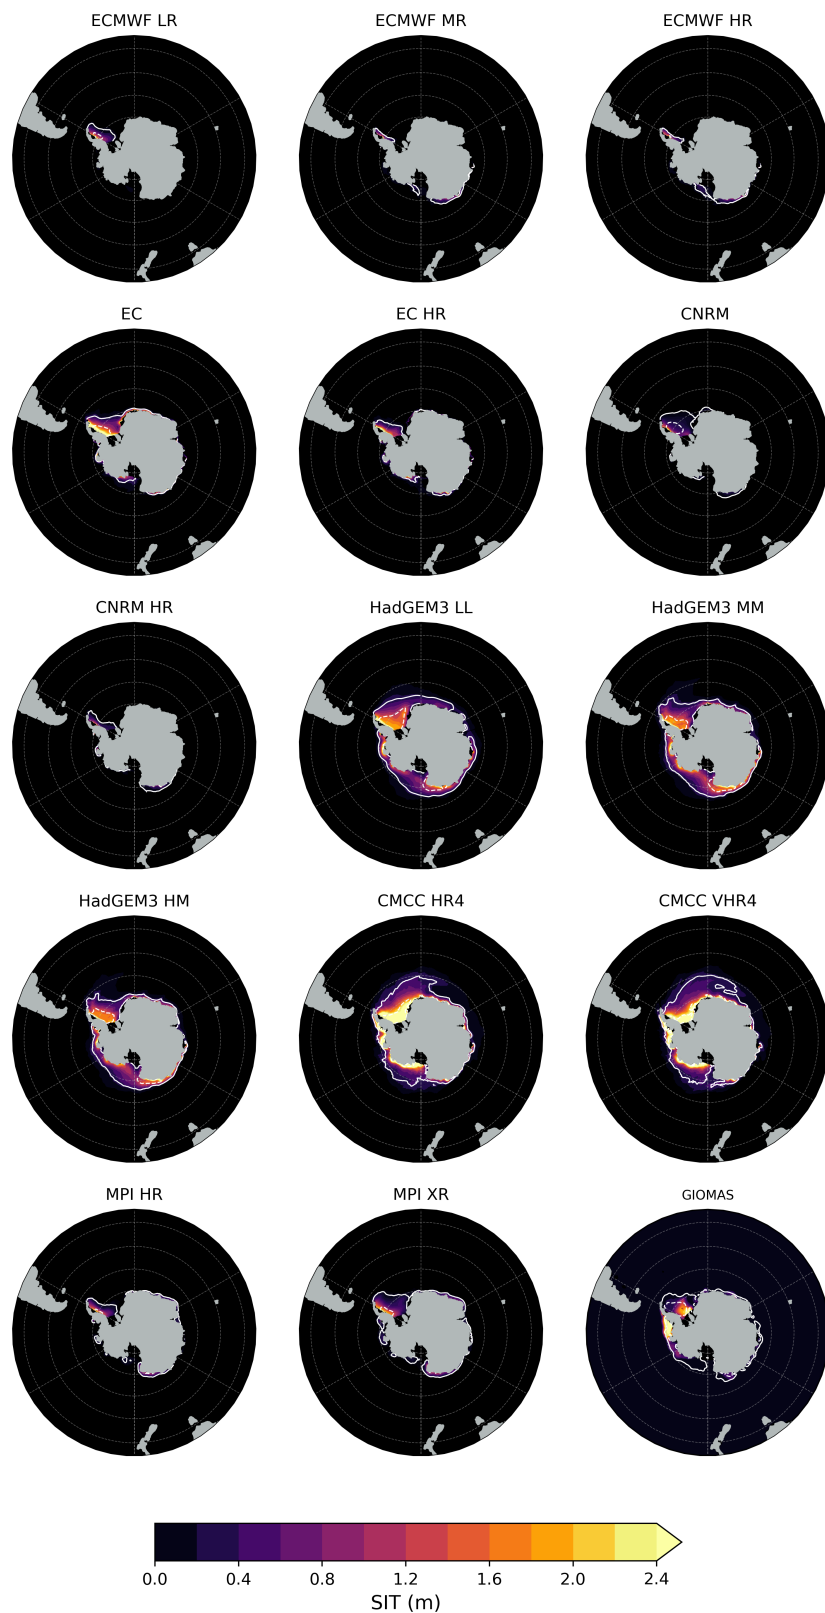 ECMWF LR ECMWF MR ECMWF HR
EC EC HR CNRM
CNRM HR HadGEM3 LL HadGEM3 MM
HadGEM3 HM CMCC HR4 CMCC VHR4
MPI HR MPI XR GIOMAS
0.0 0.4 0.8 1.2 1.6 2.0 2.4
SIT (m)